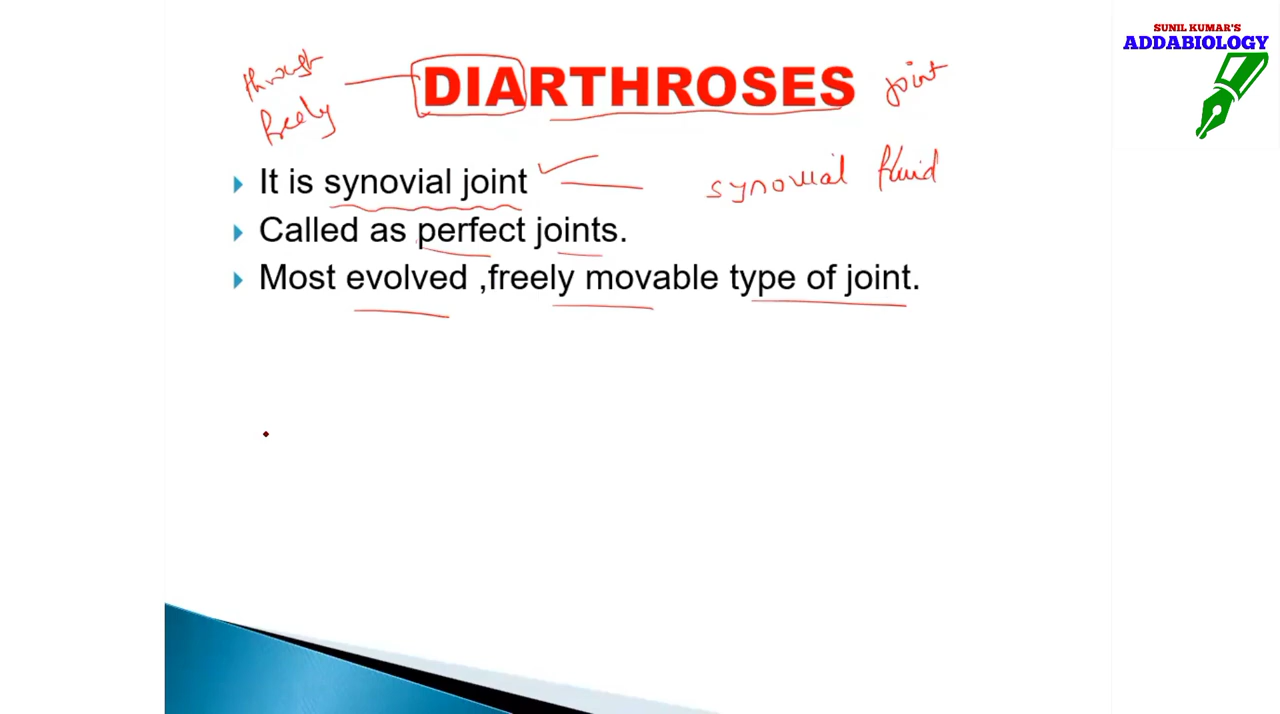 SUNIL KUMAR'S
ADDABIOLOGY
freely
DIARTHROSES
joint
It is synovial joint
synovial fluid
Called as perfect joints.
Most evolved ,freely movable type of joint.